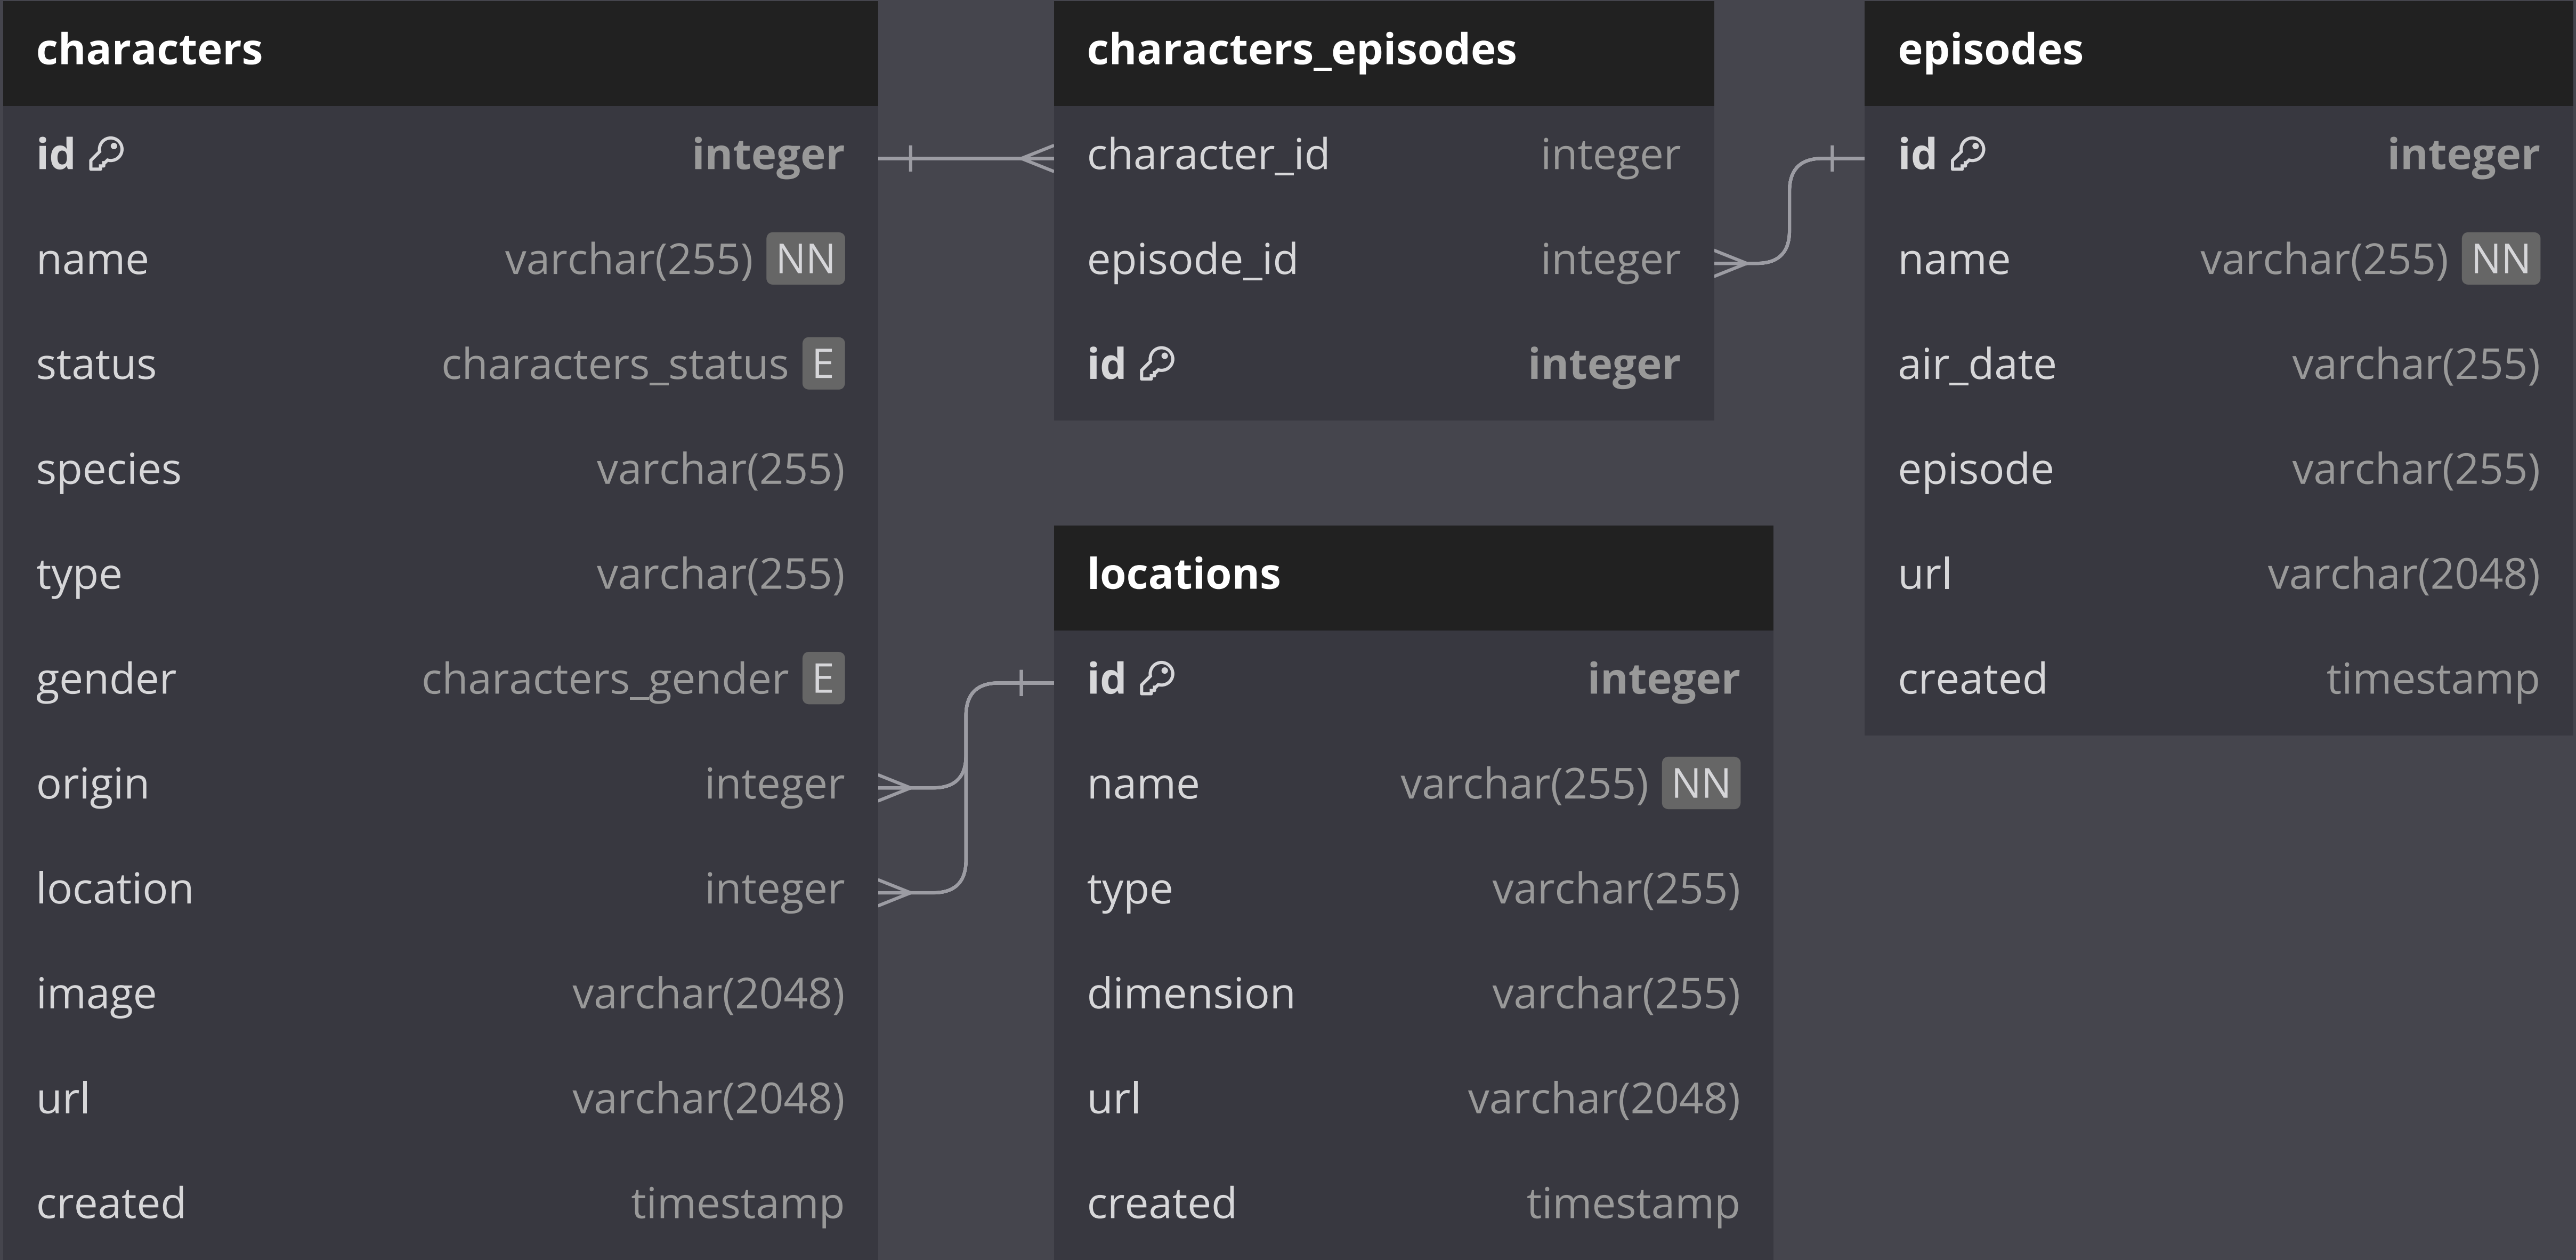 characters
id integer
name varchar(255) NN
status characters_status E
species varchar(255)
type varchar(255)
gender characters_gender E
origin integer
location integer
image varchar(2048)
url varchar(2048)
created timestamp
characters_episodes
character_id integer
episode_id integer
id integer
locations
id integer
name varchar(255) NN
type varchar(255)
dimension varchar(255)
url varchar(2048)
created timestamp
episodes
id integer
name varchar(255) NN
air_date varchar(255)
episode varchar(255)
url varchar(2048)
created timestamp